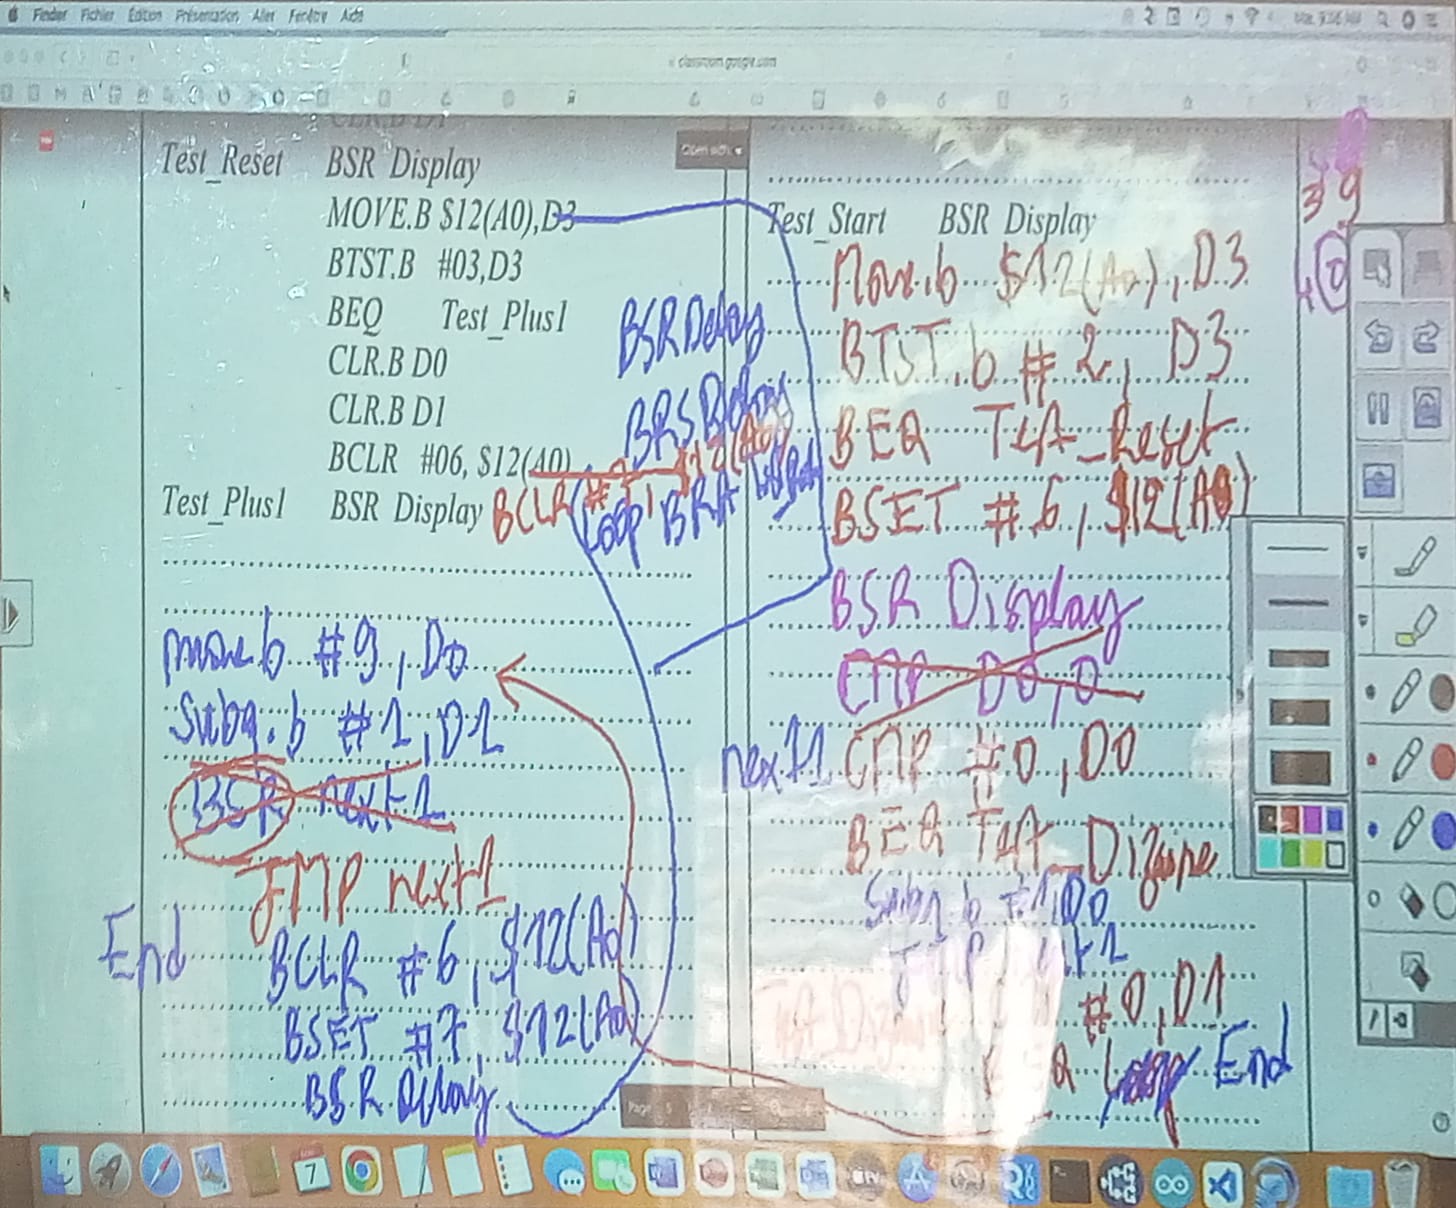 Finder Fichier Édition Présentation Aller Fenêtre Aide
classroom.google.com
CLR.B D1
Open with
Test_Reset BSR Display
MOVE.B $12(A0),D3
BTST.B #03,D3
BEQ Test_Plus1
CLR.B D0
CLR.B D1
BCLR #06, $12(A0)
Test_Plus1 BSR Display
BSR Delay
BRS Delay
BCLR #7, $12(A0)
Loop BRA Loop
move.b #9,D0
Subq.b #1,D1
BSR next1
JMP next1
End BCLR #6, $12(A0)
BSET #7, $12(A0)
BSR Delay
39
40
Test_Start BSR Display
Move.b $12(A0),D3
BTST.b #2, D3
BEQ Test_Reset
BSET #6, $12(A0)
BSR Display
CMP D0,0
next1 CMP #0,D0
BEQ Test_Dizaine
Subq.b #1,D0
JMP next1
#0,D1
End
Page
7